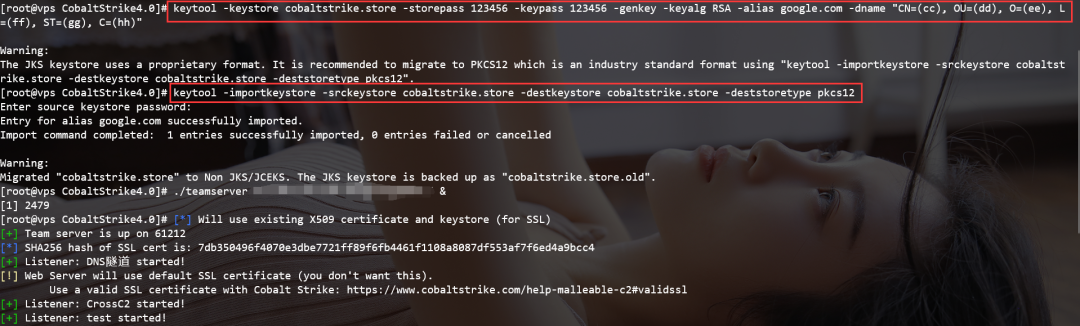 [root@vps CobaltStrike4.0]# keytool -keystore cobaltstrike.store -storepass 123456 -keypass 123456 -genkey -keyalg RSA -alias google.com -dname "CN=(cc), OU=(dd), O=(ee), L
=(ff), ST=(gg), C=(hh)"
Warning:
The JKS keystore uses a proprietary format. It is recommended to migrate to PKCS12 which is an industry standard format using "keytool -importkeystore -srckeystore cobaltst
rike.store -destkeystore cobaltstrike.store -deststoretype pkcs12".
[root@vps CobaltStrike4.0]# keytool -importkeystore -srckeystore cobaltstrike.store -destkeystore cobaltstrike.store -deststoretype pkcs12
Enter source keystore password:
Entry for alias google.com successfully imported.
Import command completed:  1 entries successfully imported, 0 entries failed or cancelled
Warning:
Migrated "cobaltstrike.store" to Non JKS/JCEKS. The JKS keystore is backed up as "cobaltstrike.store.old".
[root@vps CobaltStrike4.0]# ./teamserver &
[1] 2479
[root@vps CobaltStrike4.0]# [*] Will use existing X509 certificate and keystore (for SSL)
[+] Team server is up on 61212
[*] SHA256 hash of SSL cert is: 7db350496f4070e3dbe7721ff89f6fb4461f1108a8087df553af7f6ed4a9bcc4
[+] Listener: DNS隧道 started!
[!] Web Server will use default SSL certificate (you don't want this).
Use a valid SSL certificate with Cobalt Strike: https://www.cobaltstrike.com/help-malleable-c2#validssl
[+] Listener: CrossC2 started!
[+] Listener: test started!